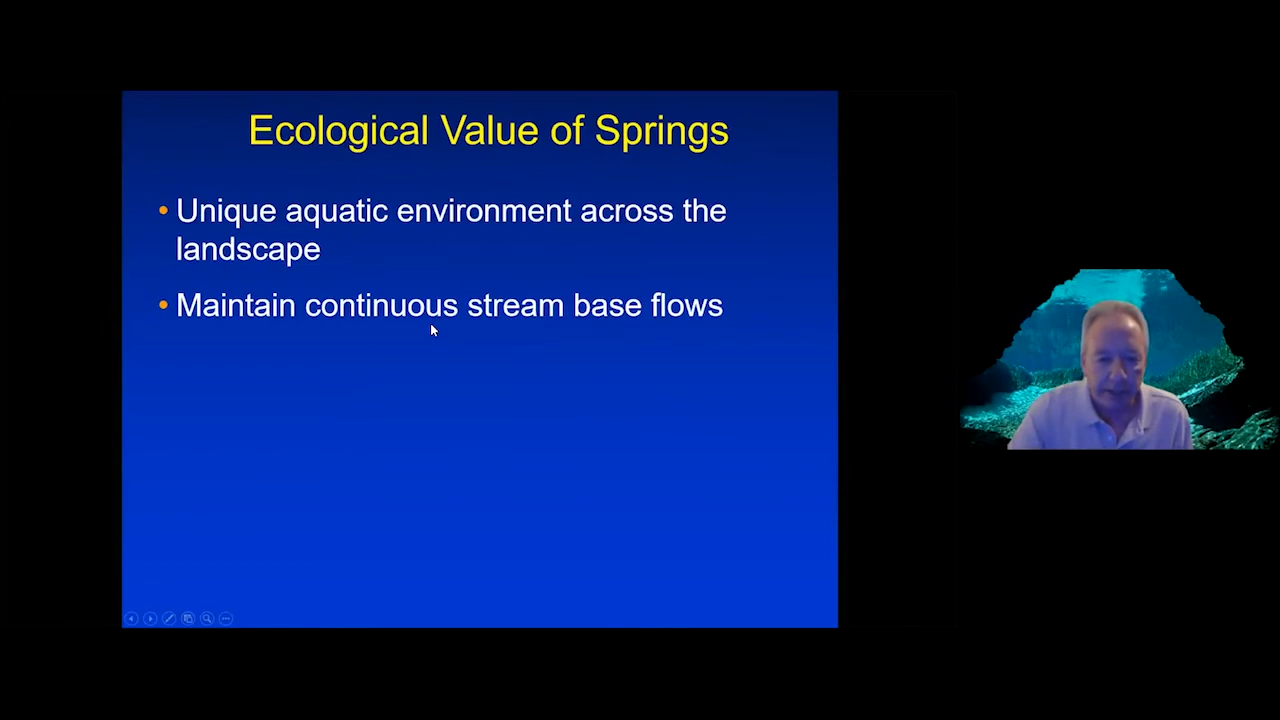 Ecological Value of Springs
• Unique aquatic environment across the
landscape
• Maintain continuous stream base flows